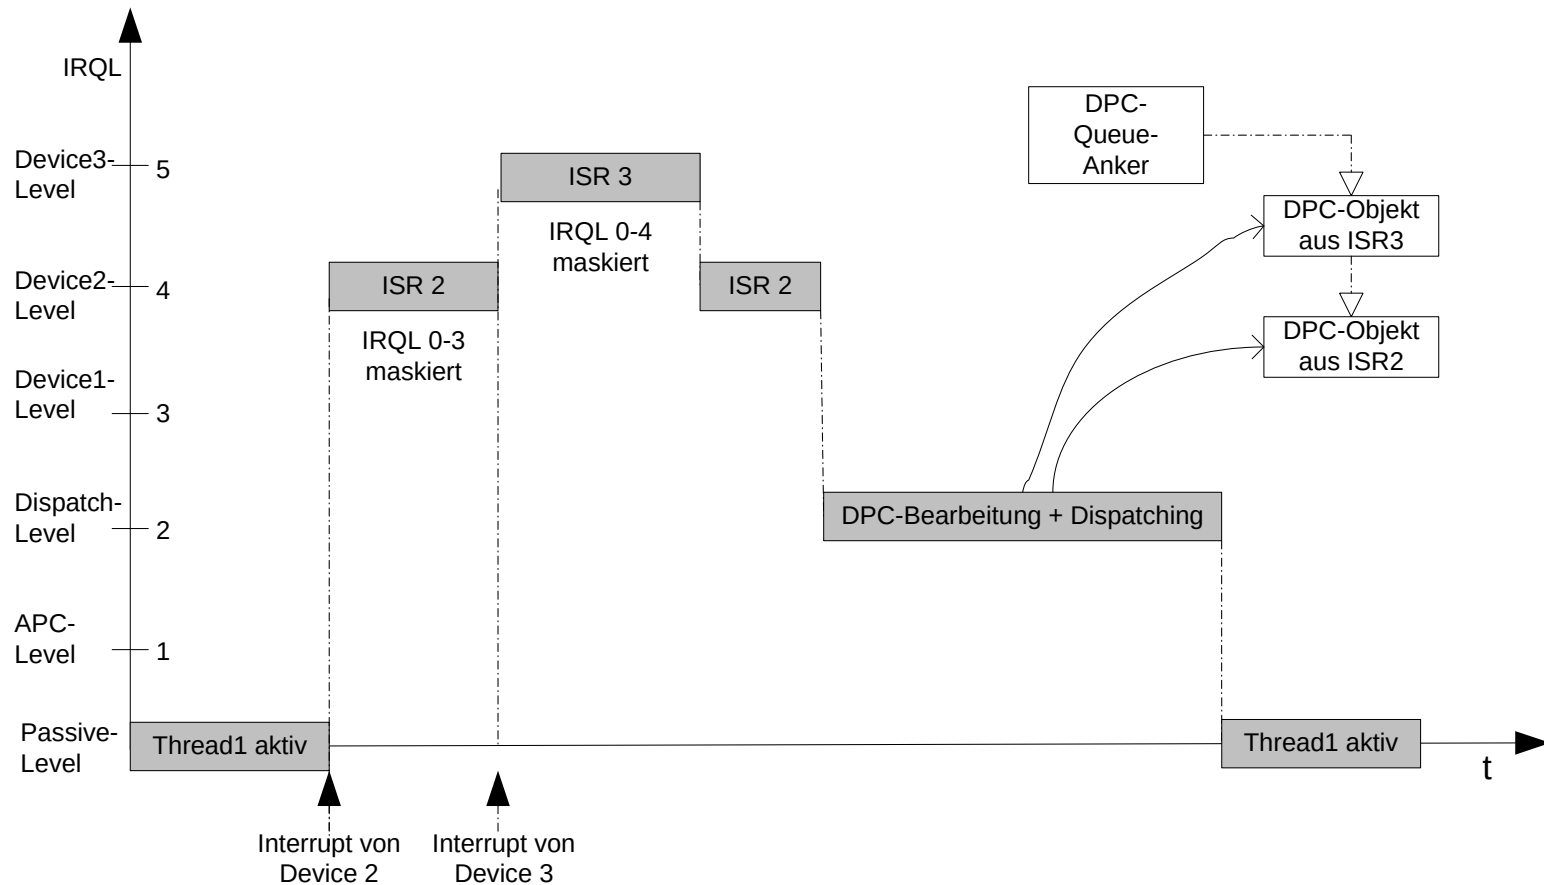 IRQL
Device3-
Level
5
ISR 3
IRQL 0-4
maskiert
DPC-
Queue-
Anker
DPC-Objekt
aus ISR3
Device2-
Level
4
ISR 2
IRQL 0-3
maskiert
ISR 2
DPC-Objekt
aus ISR2
Device1-
Level
3
Dispatch-
Level
2
DPC-Bearbeitung + Dispatching
APC-
Level
1
Passive-
Level
Thread1 aktiv
Thread1 aktiv
t
Interrupt von
Device 2
Interrupt von
Device 3